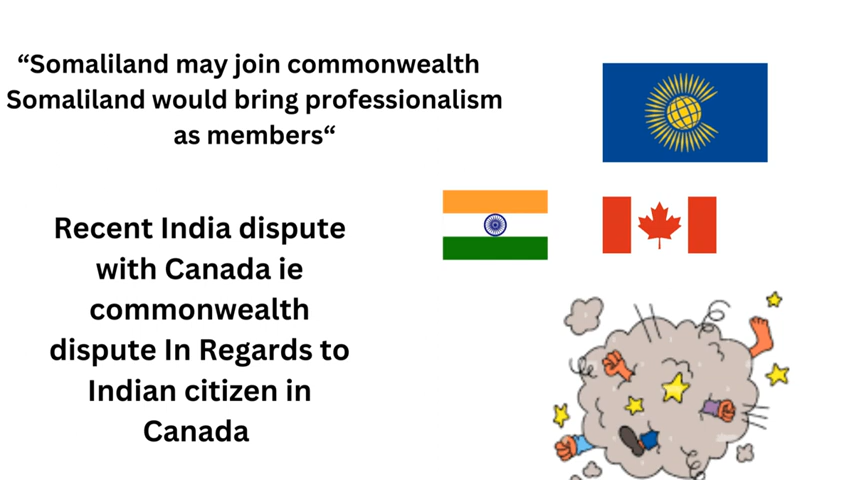 “Somaliland may join commonwealth
Somaliland would bring professionalism
as members“
Recent India dispute
with Canada ie
commonwealth
dispute In Regards to
Indian citizen in
Canada